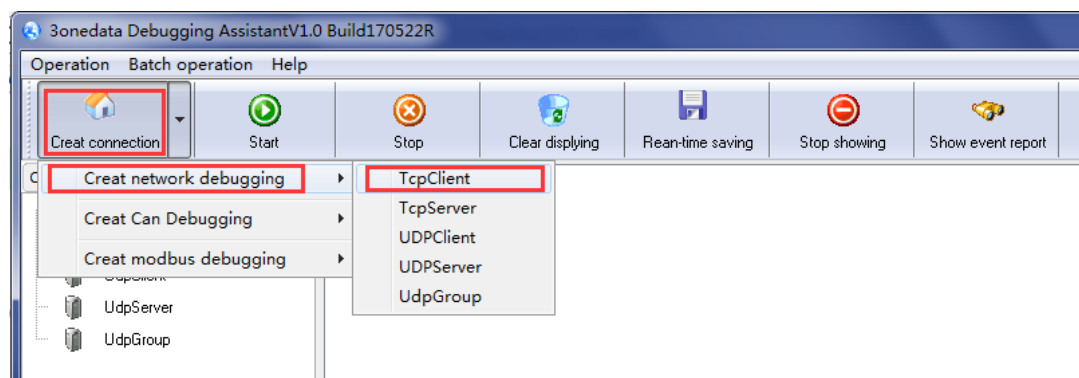 3onedata Debugging AssistantV1.0 Build170522R
Operation Batch operation Help
Creat connection Start Stop Clear displying Rean-time saving Stop showing Show event report
Creat network debugging
Creat Can Debugging
Creat modbus debugging
TcpClient
TcpServer
UDPClient
UDPServer
UdpGroup
UdpServer
UdpGroup